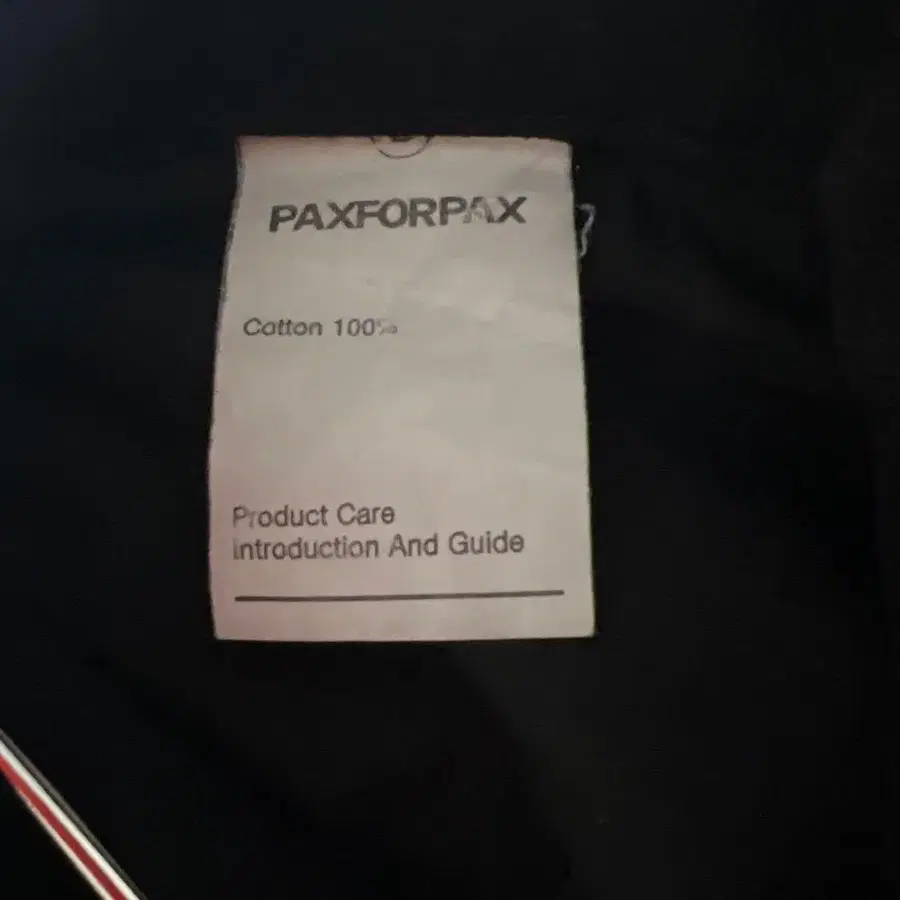 PAXFORPAX
Cotton 100%
Product Care
Introduction And Guide